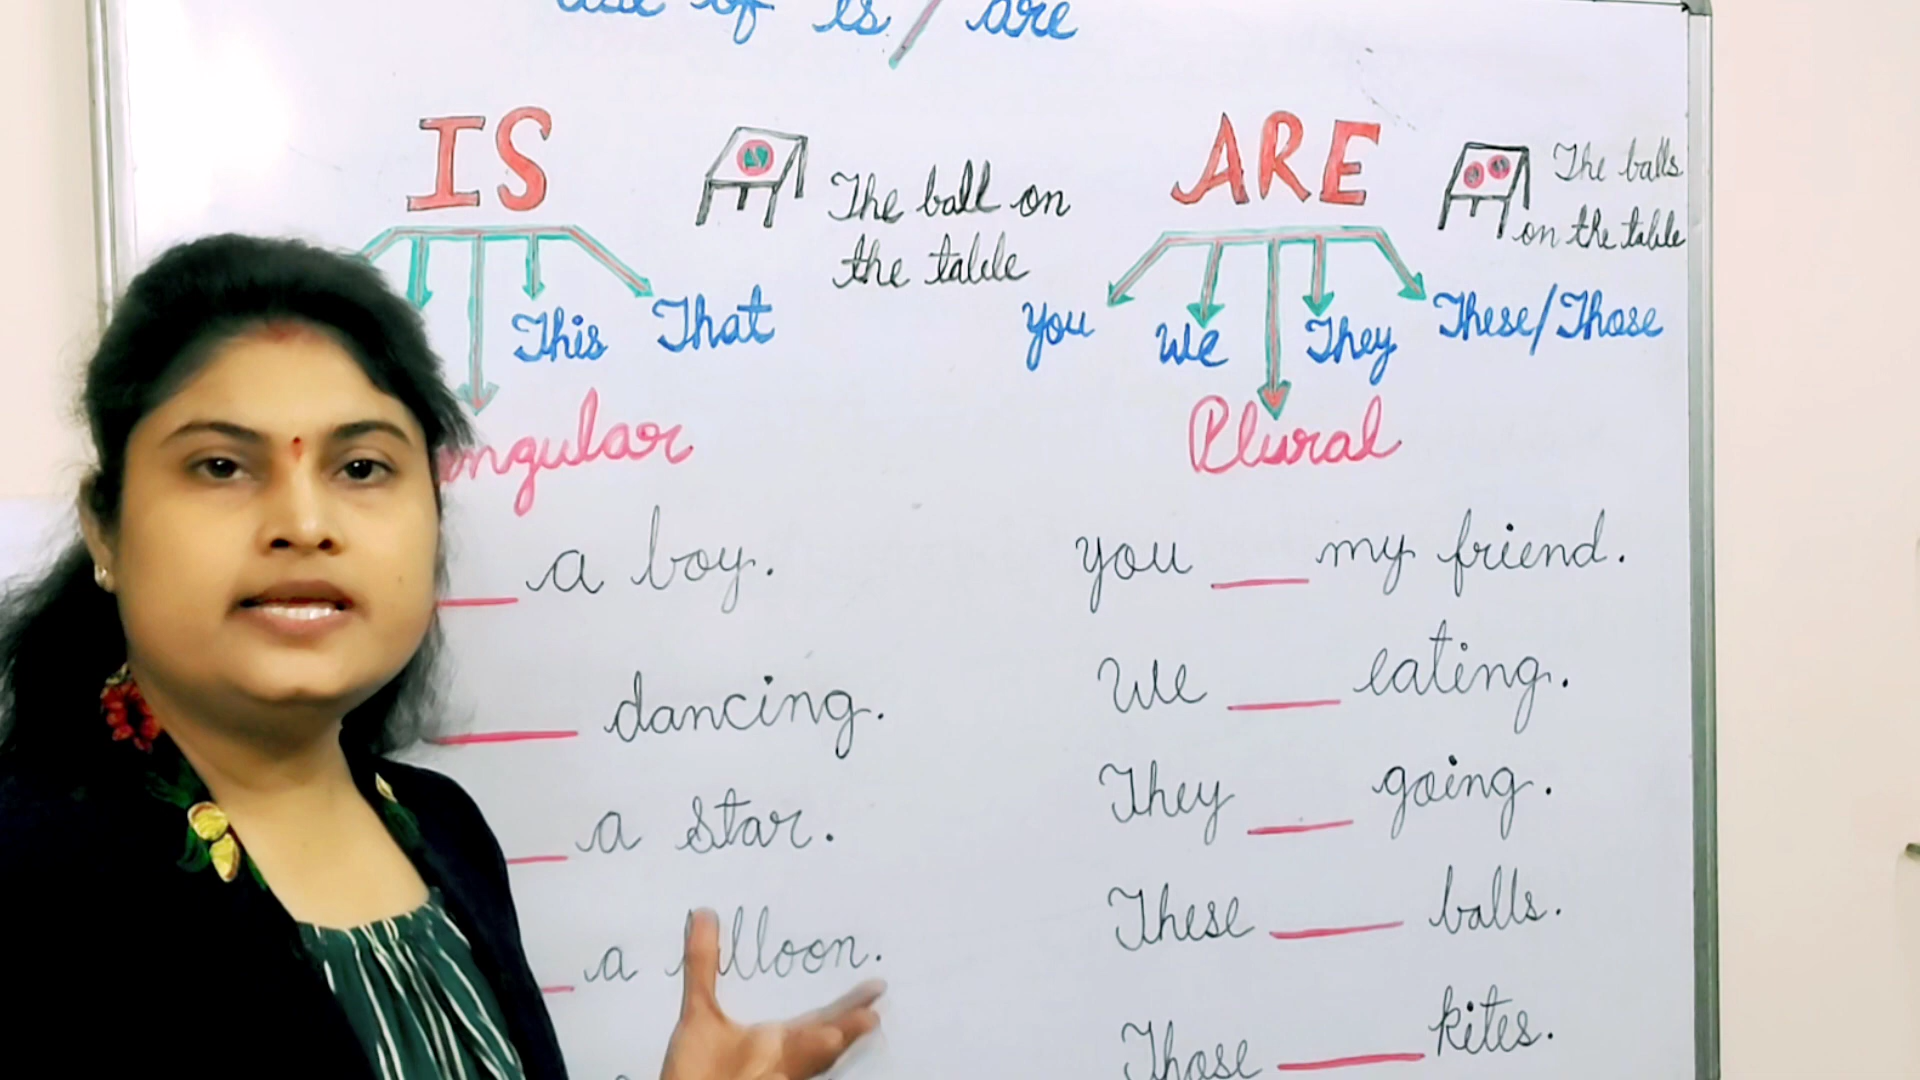 use of is / are
IS
The ball on
the table
This That
a boy.
dancing.
a star.
a
ARE
The balls
on the table
You We They These/Those
Plural
You ___ my friend.
We ___ eating.
They ___ going.
These ___ balls.
Those ___ kites.